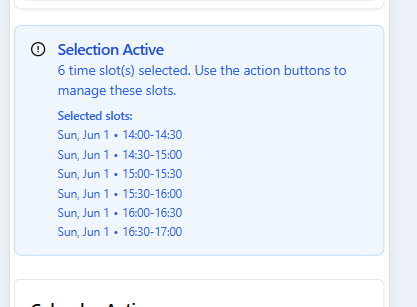 Selection Active
6 time slot(s) selected. Use the action buttons to
manage these slots.
Selected slots:
Sun, Jun 1 • 14:00-14:30
Sun, Jun 1 • 14:30-15:00
Sun, Jun 1 • 15:00-15:30
Sun, Jun 1 • 15:30-16:00
Sun, Jun 1 • 16:00-16:30
Sun, Jun 1 • 16:30-17:00